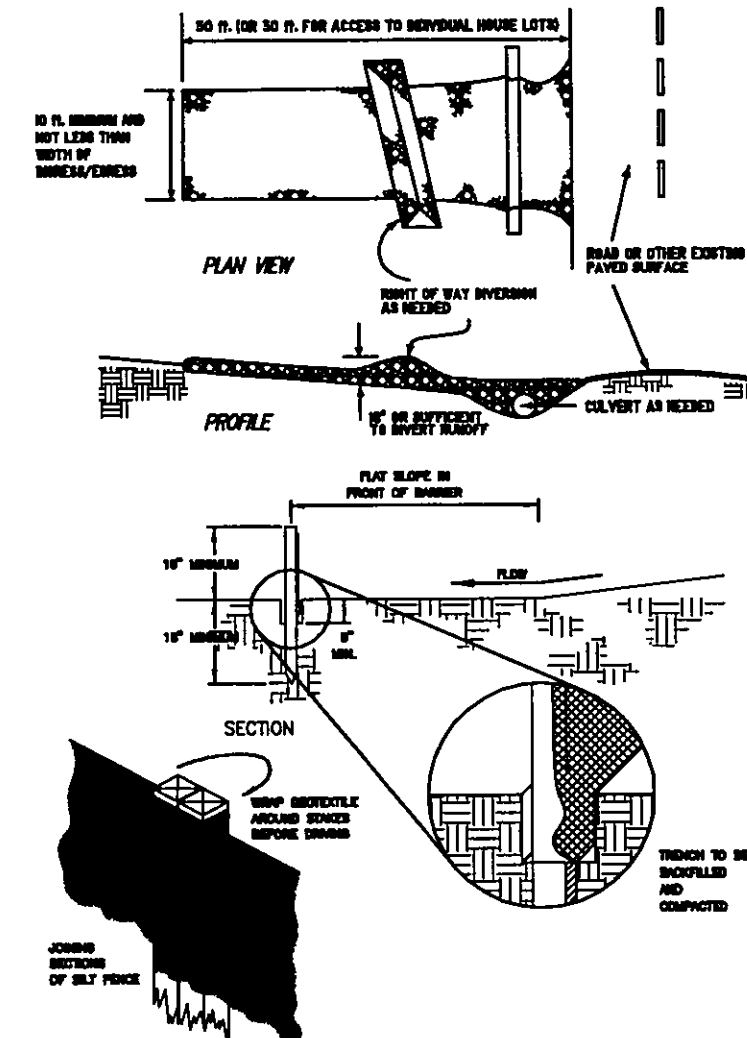 50 ft. (OR 30 ft. FOR ACCESS TO INDIVIDUAL HOUSE LOTS)
10 ft. MINIMUM AND
NOT LESS THAN
WIDTH OF
INGRESS/EGRESS
PLAN VIEW
ROAD OR OTHER EXISTING
PAVED SURFACE
RIGHT OF WAY DIVERSION
AS NEEDED
PROFILE
18" OR SUFFICIENT
TO DIVERT RUNOFF
CULVERT AS NEEDED
FLAT SLOPE IN
FRONT OF BARRIER
16" MINIMUM
FLOW
16" MINIMUM
MIN.
SECTION
WRAP GEOTEXTILE
AROUND STAKES
BEFORE DRIVING
TRENCH TO BE
BACKFILLED
AND
COMPACTED
JOINING
SECTIONS
OF SILT FENCE